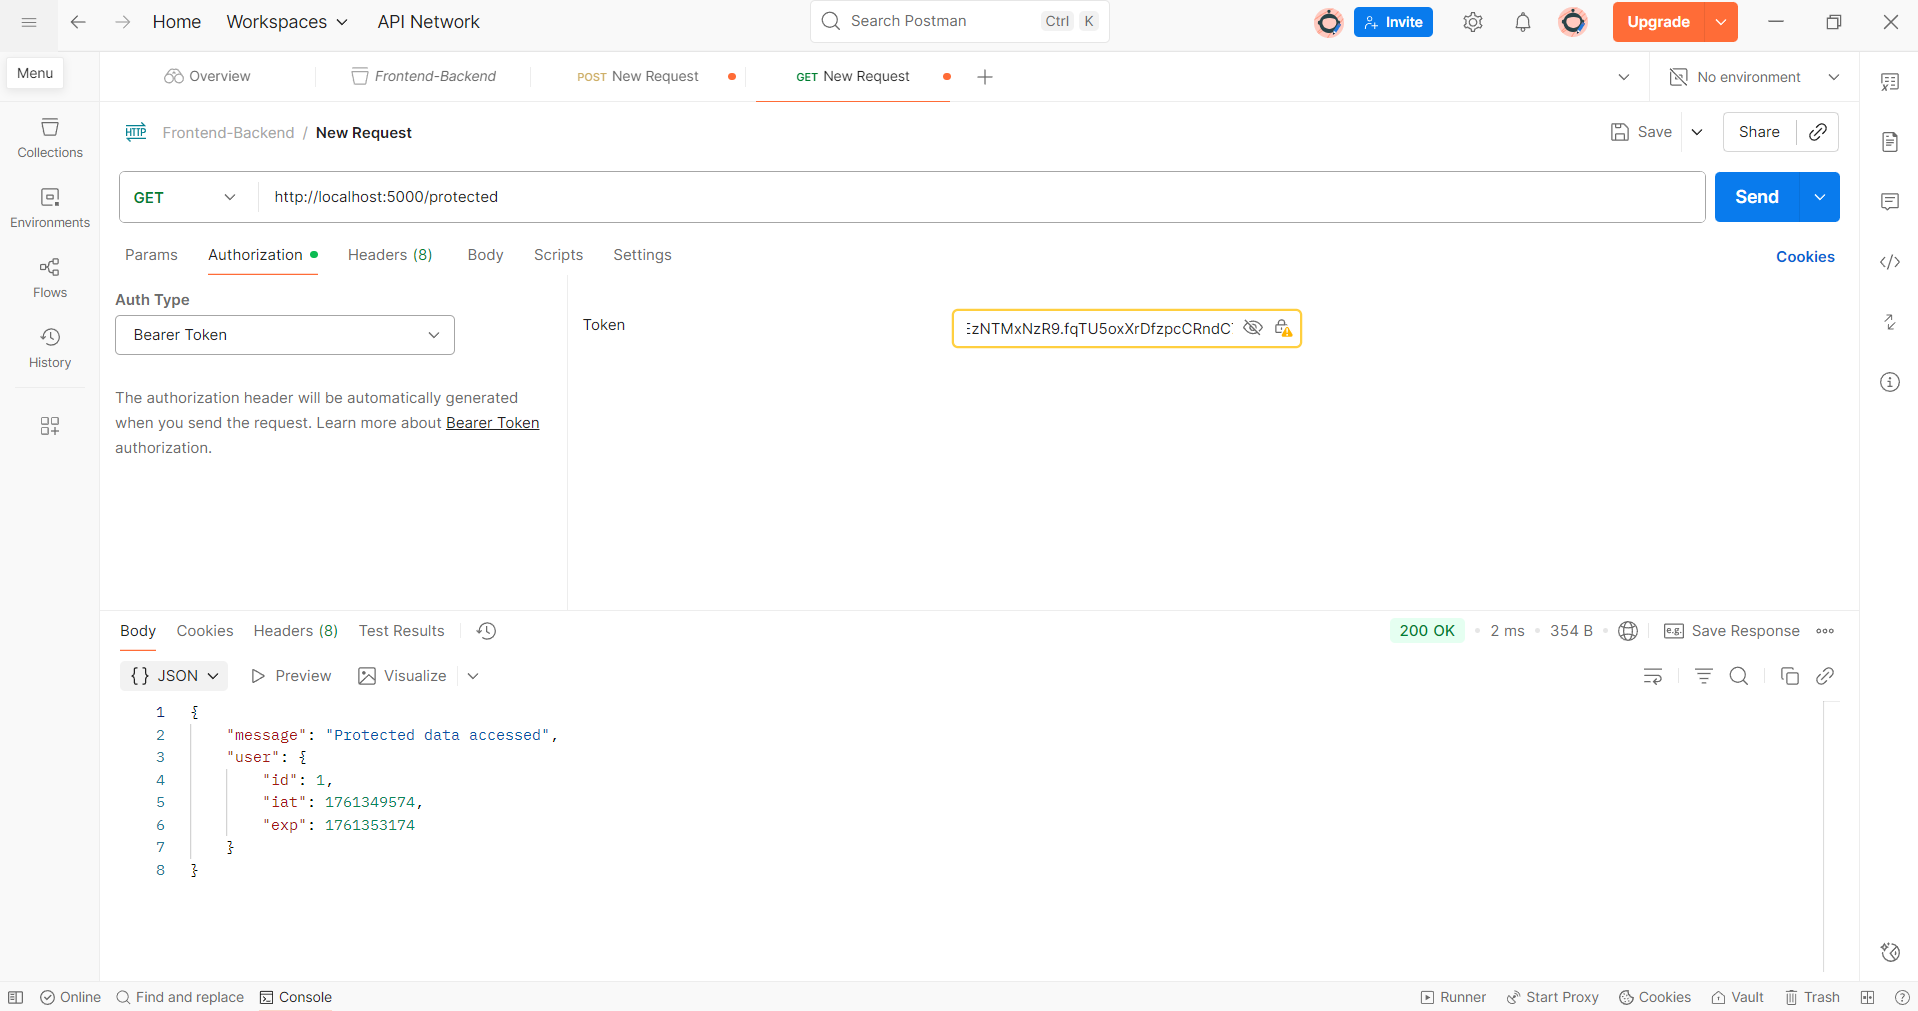 Home Workspaces API Network Search Postman Ctrl K Invite Upgrade
Menu
Overview Frontend-Backend POST New Request GET New Request No environment
Collections
Environments
Flows
History
HTTP Frontend-Backend / New Request Save Share
GET http://localhost:5000/protected Send
Params Authorization Headers (8) Body Scripts Settings Cookies
Auth Type
Bearer Token
The authorization header will be automatically generated
when you send the request. Learn more about Bearer Token
authorization.
Token
zNTMxNzR9.fqTU5oxXrDfzpcCRndC
Body Cookies Headers (8) Test Results 200 OK 2 ms 354 B e.g. Save Response
{} JSON Preview Visualize
1 {
2 "message": "Protected data accessed",
3 "user": {
4 "id": 1,
5 "iat": 1761349574,
6 "exp": 1761353174
7 }
8 }
Online Find and replace Console Runner Start Proxy Cookies Vault Trash